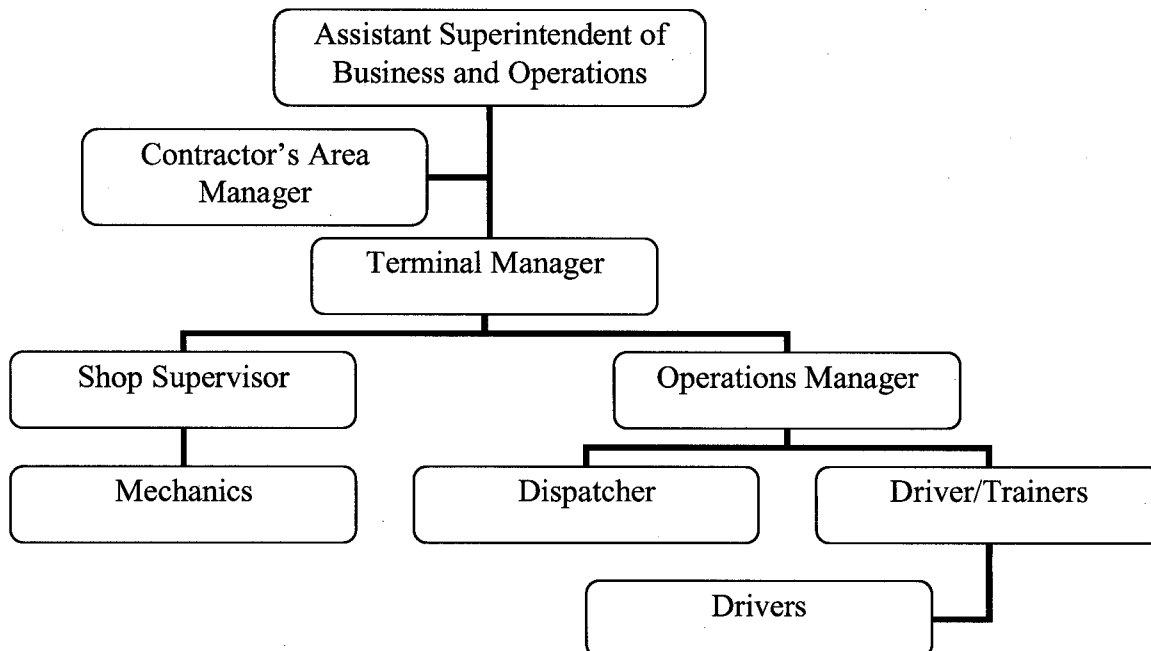 Assistant Superintendent of
Business and Operations
Contractor's Area
Manager
Terminal Manager
Shop Supervisor
Operations Manager
Mechanics
Dispatcher
Driver/Trainers
Drivers